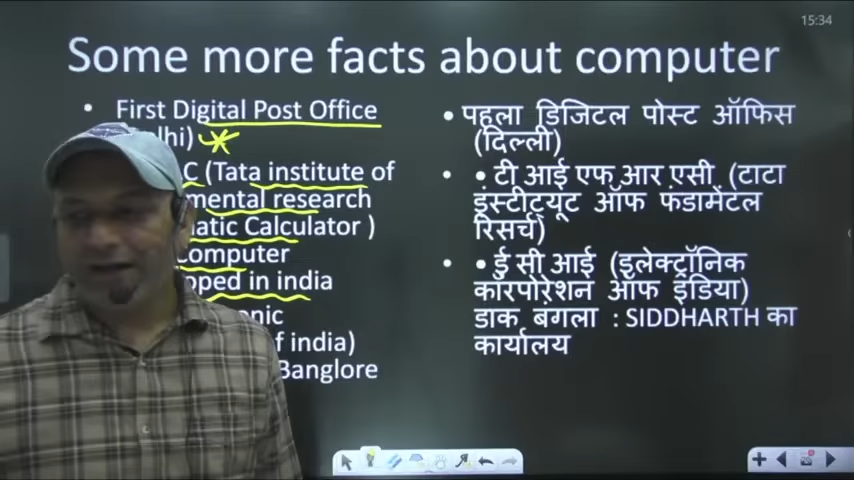 15:34
Some more facts about computer
• First Digital Post Office
lhi)
C (Tata institute of
mental research
matic Calculator )
computer
oped in india
onic
f india)
Banglore
• पहला डिजिटल पोस्ट ऑफिस
(दिल्ली)
• • टी आई एफ आर एसी (टाटा
इंस्टीट्यूट ऑफ फंडामेंटल
रिसर्च)
• • ई सी आई (इलेक्ट्रॉनिक
कारपोरेशन ऑफ इंडिया)
डाक बंगला : SIDDHARTH का
कार्यालय